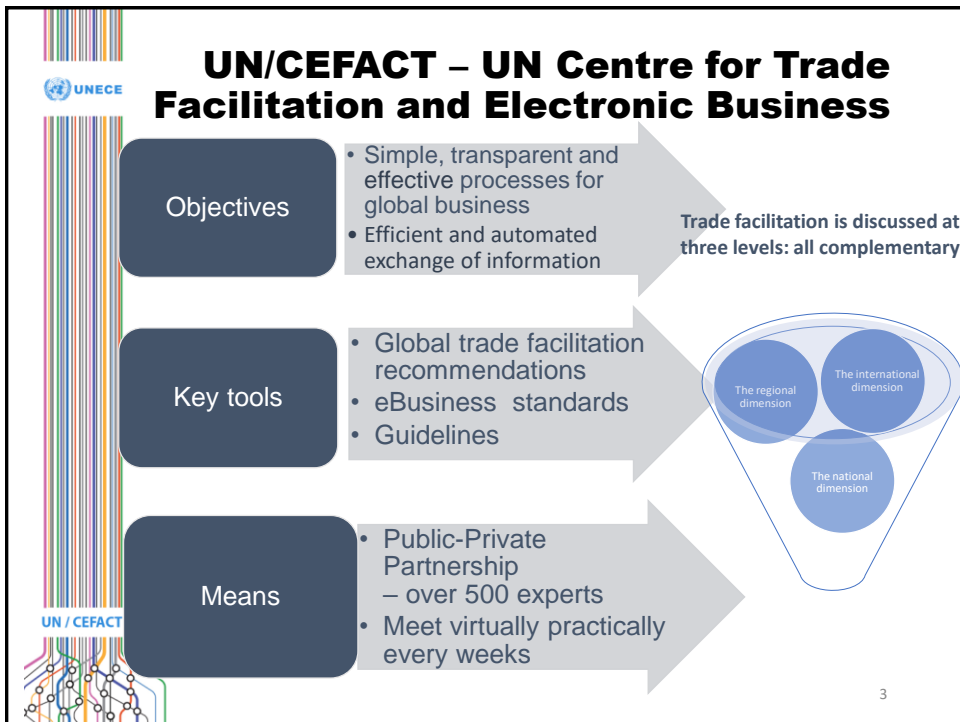 UNECE
UN/CEFACT – UN Centre for Trade
Facilitation and Electronic Business
Objectives
• Simple, transparent and
effective processes for
global business
• Efficient and automated
exchange of information
Trade facilitation is discussed at
three levels: all complementary
Key tools
• Global trade facilitation
recommendations
• eBusiness standards
• Guidelines
The regional
dimension
The international
dimension
The national
dimension
Means
• Public-Private
Partnership
– over 500 experts
• Meet virtually practically
every weeks
UN / CEFACT
3